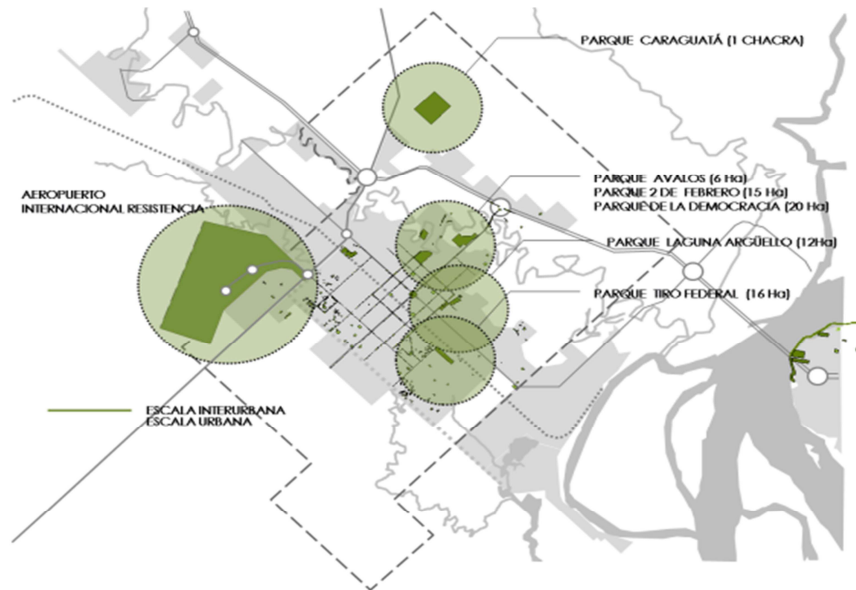 PARQUE CARAGUATÁ (1 CHACRA)
PARQUE AVALOS (6 Ha)
PARQUE 2 DE FEBRERO (15 Ha)
PARQUE DE LA DEMOCRACIA (20 Ha)
AEROPUERTO
INTERNACIONAL RESISTENCIA
PARQUE LAGUNA ARGÜELLO (12Ha)
PARQUE TIRO FEDERAL (16 Ha)
ESCALA INTERURBANA
ESCALA URBANA